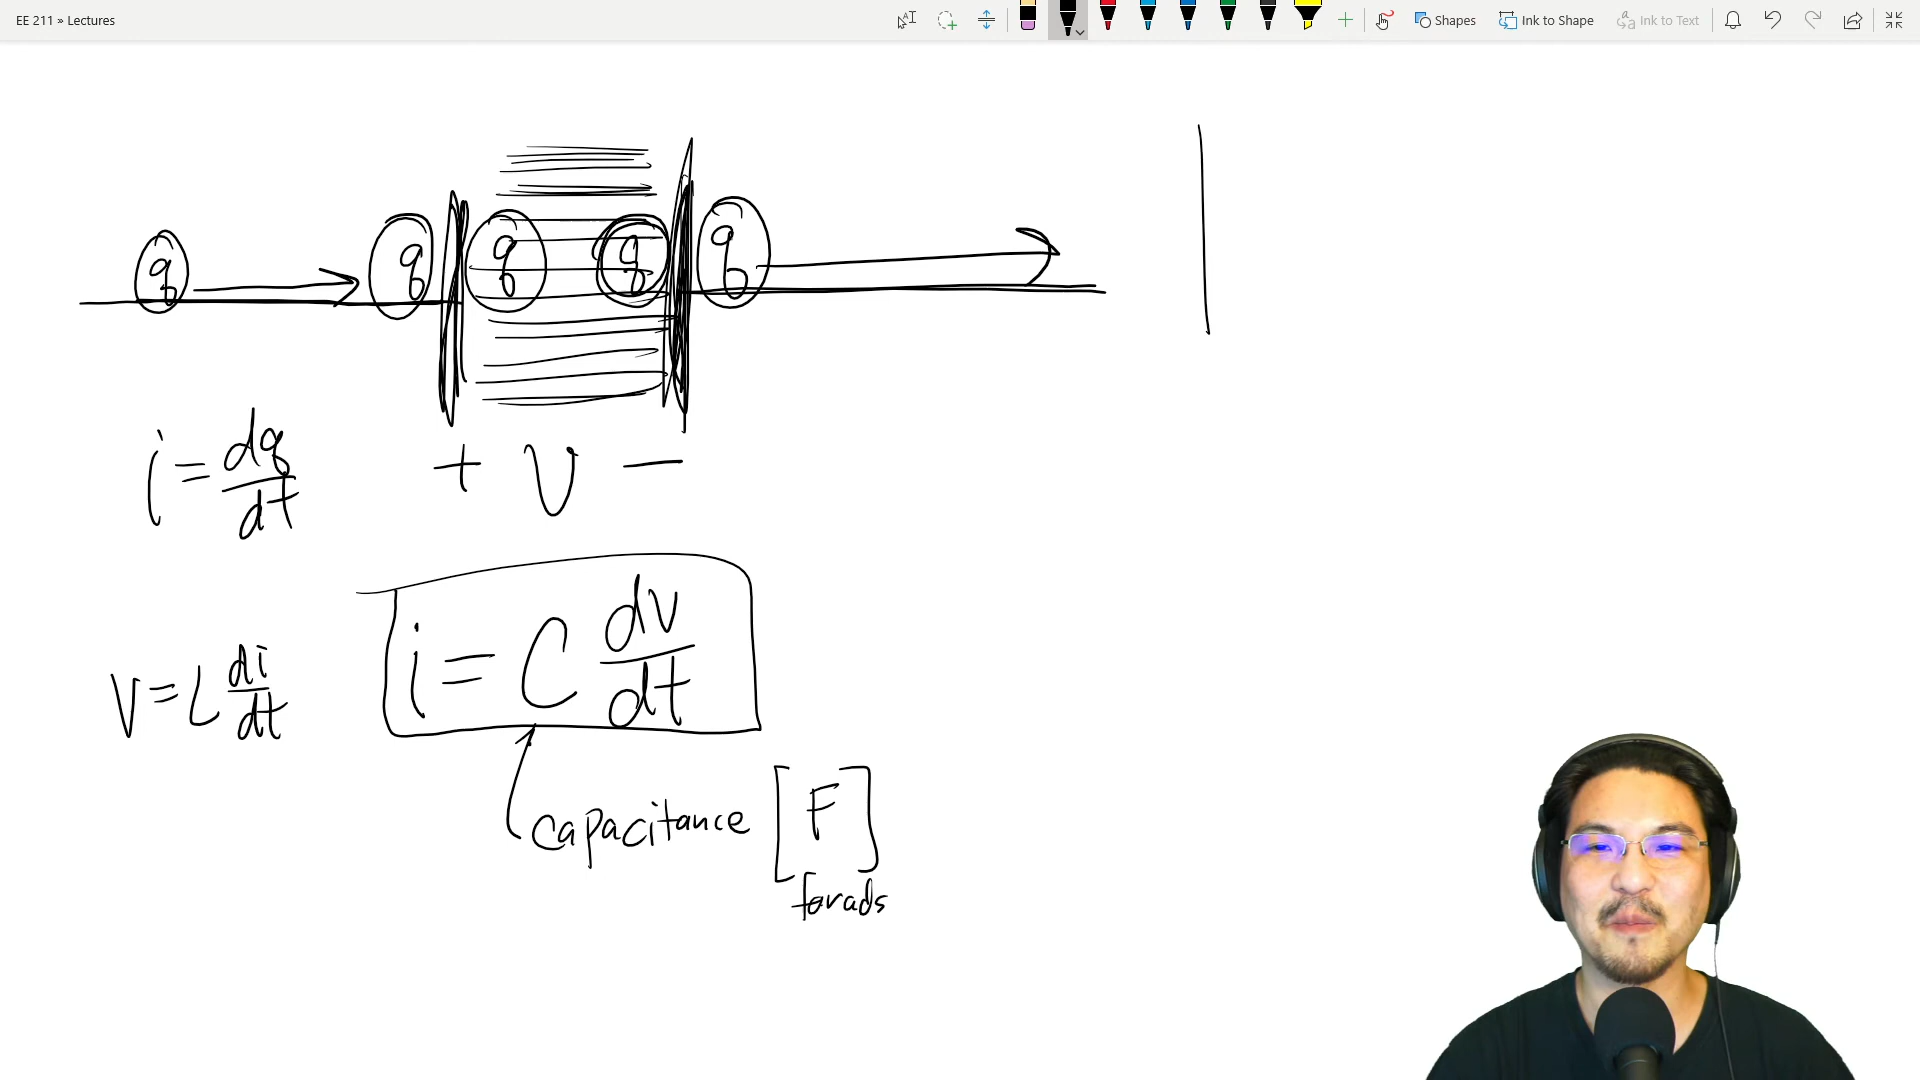 EE 211 » Lectures
Shapes
Ink to Shape
Ink to Text
q q q q q
i = dq/dt
+ V −
i = C dv/dt
V = L di/dt
capacitance [F]
farads